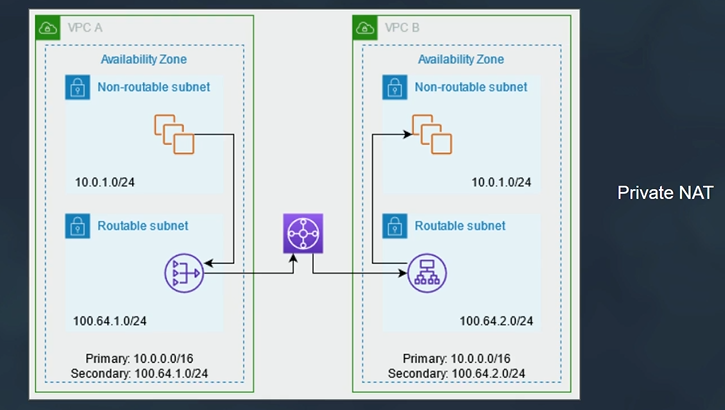 VPC A
Availability Zone
Non-routable subnet
10.0.1.0/24
Routable subnet
100.64.1.0/24
Primary: 10.0.0.0/16
Secondary: 100.64.1.0/24
VPC B
Availability Zone
Non-routable subnet
10.0.1.0/24
Routable subnet
100.64.2.0/24
Primary: 10.0.0.0/16
Secondary: 100.64.2.0/24
Private NAT